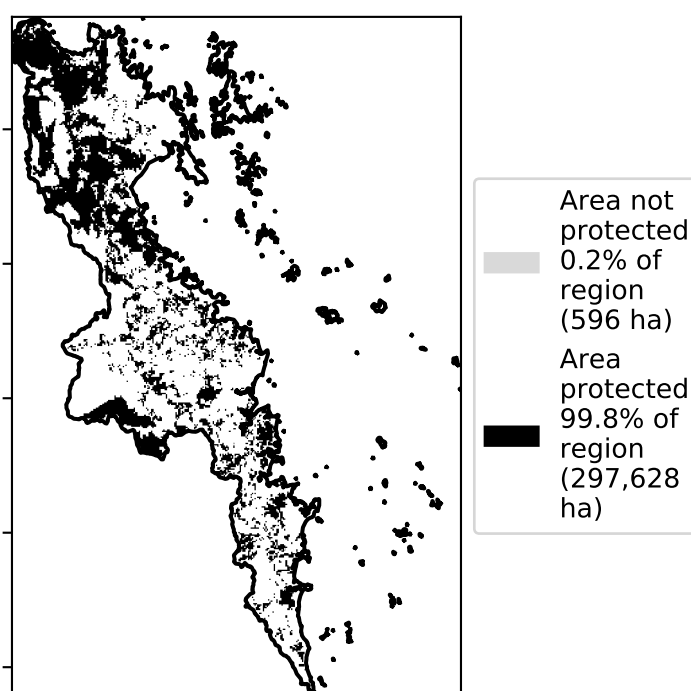 Area not
protected
0.2% of
region
(596 ha)
Area
protected
99.8% of
region
(297,628
ha)